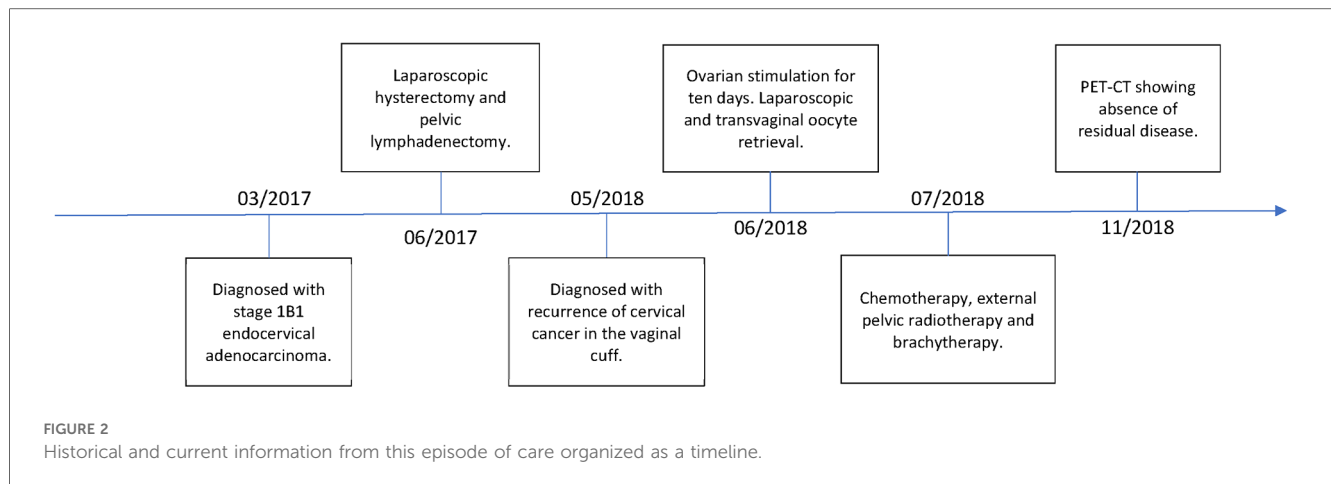 Laparoscopic
hysterectomy and
pelvic
lymphadenectomy.
Ovarian stimulation for
ten days. Laparoscopic
and transvaginal oocyte
retrieval.
PET-CT showing
absence of
residual disease.
03/2017
05/2018
07/2018
06/2017
06/2018
11/2018
Diagnosed with
stage 1B1
endocervical
adenocarcinoma.
Diagnosed with
recurrence of cervical
cancer in the vaginal
cuff.
Chemotherapy, external
pelvic radiotherapy and
brachytherapy.
FIGURE 2
Historical and current information from this episode of care organized as a timeline.